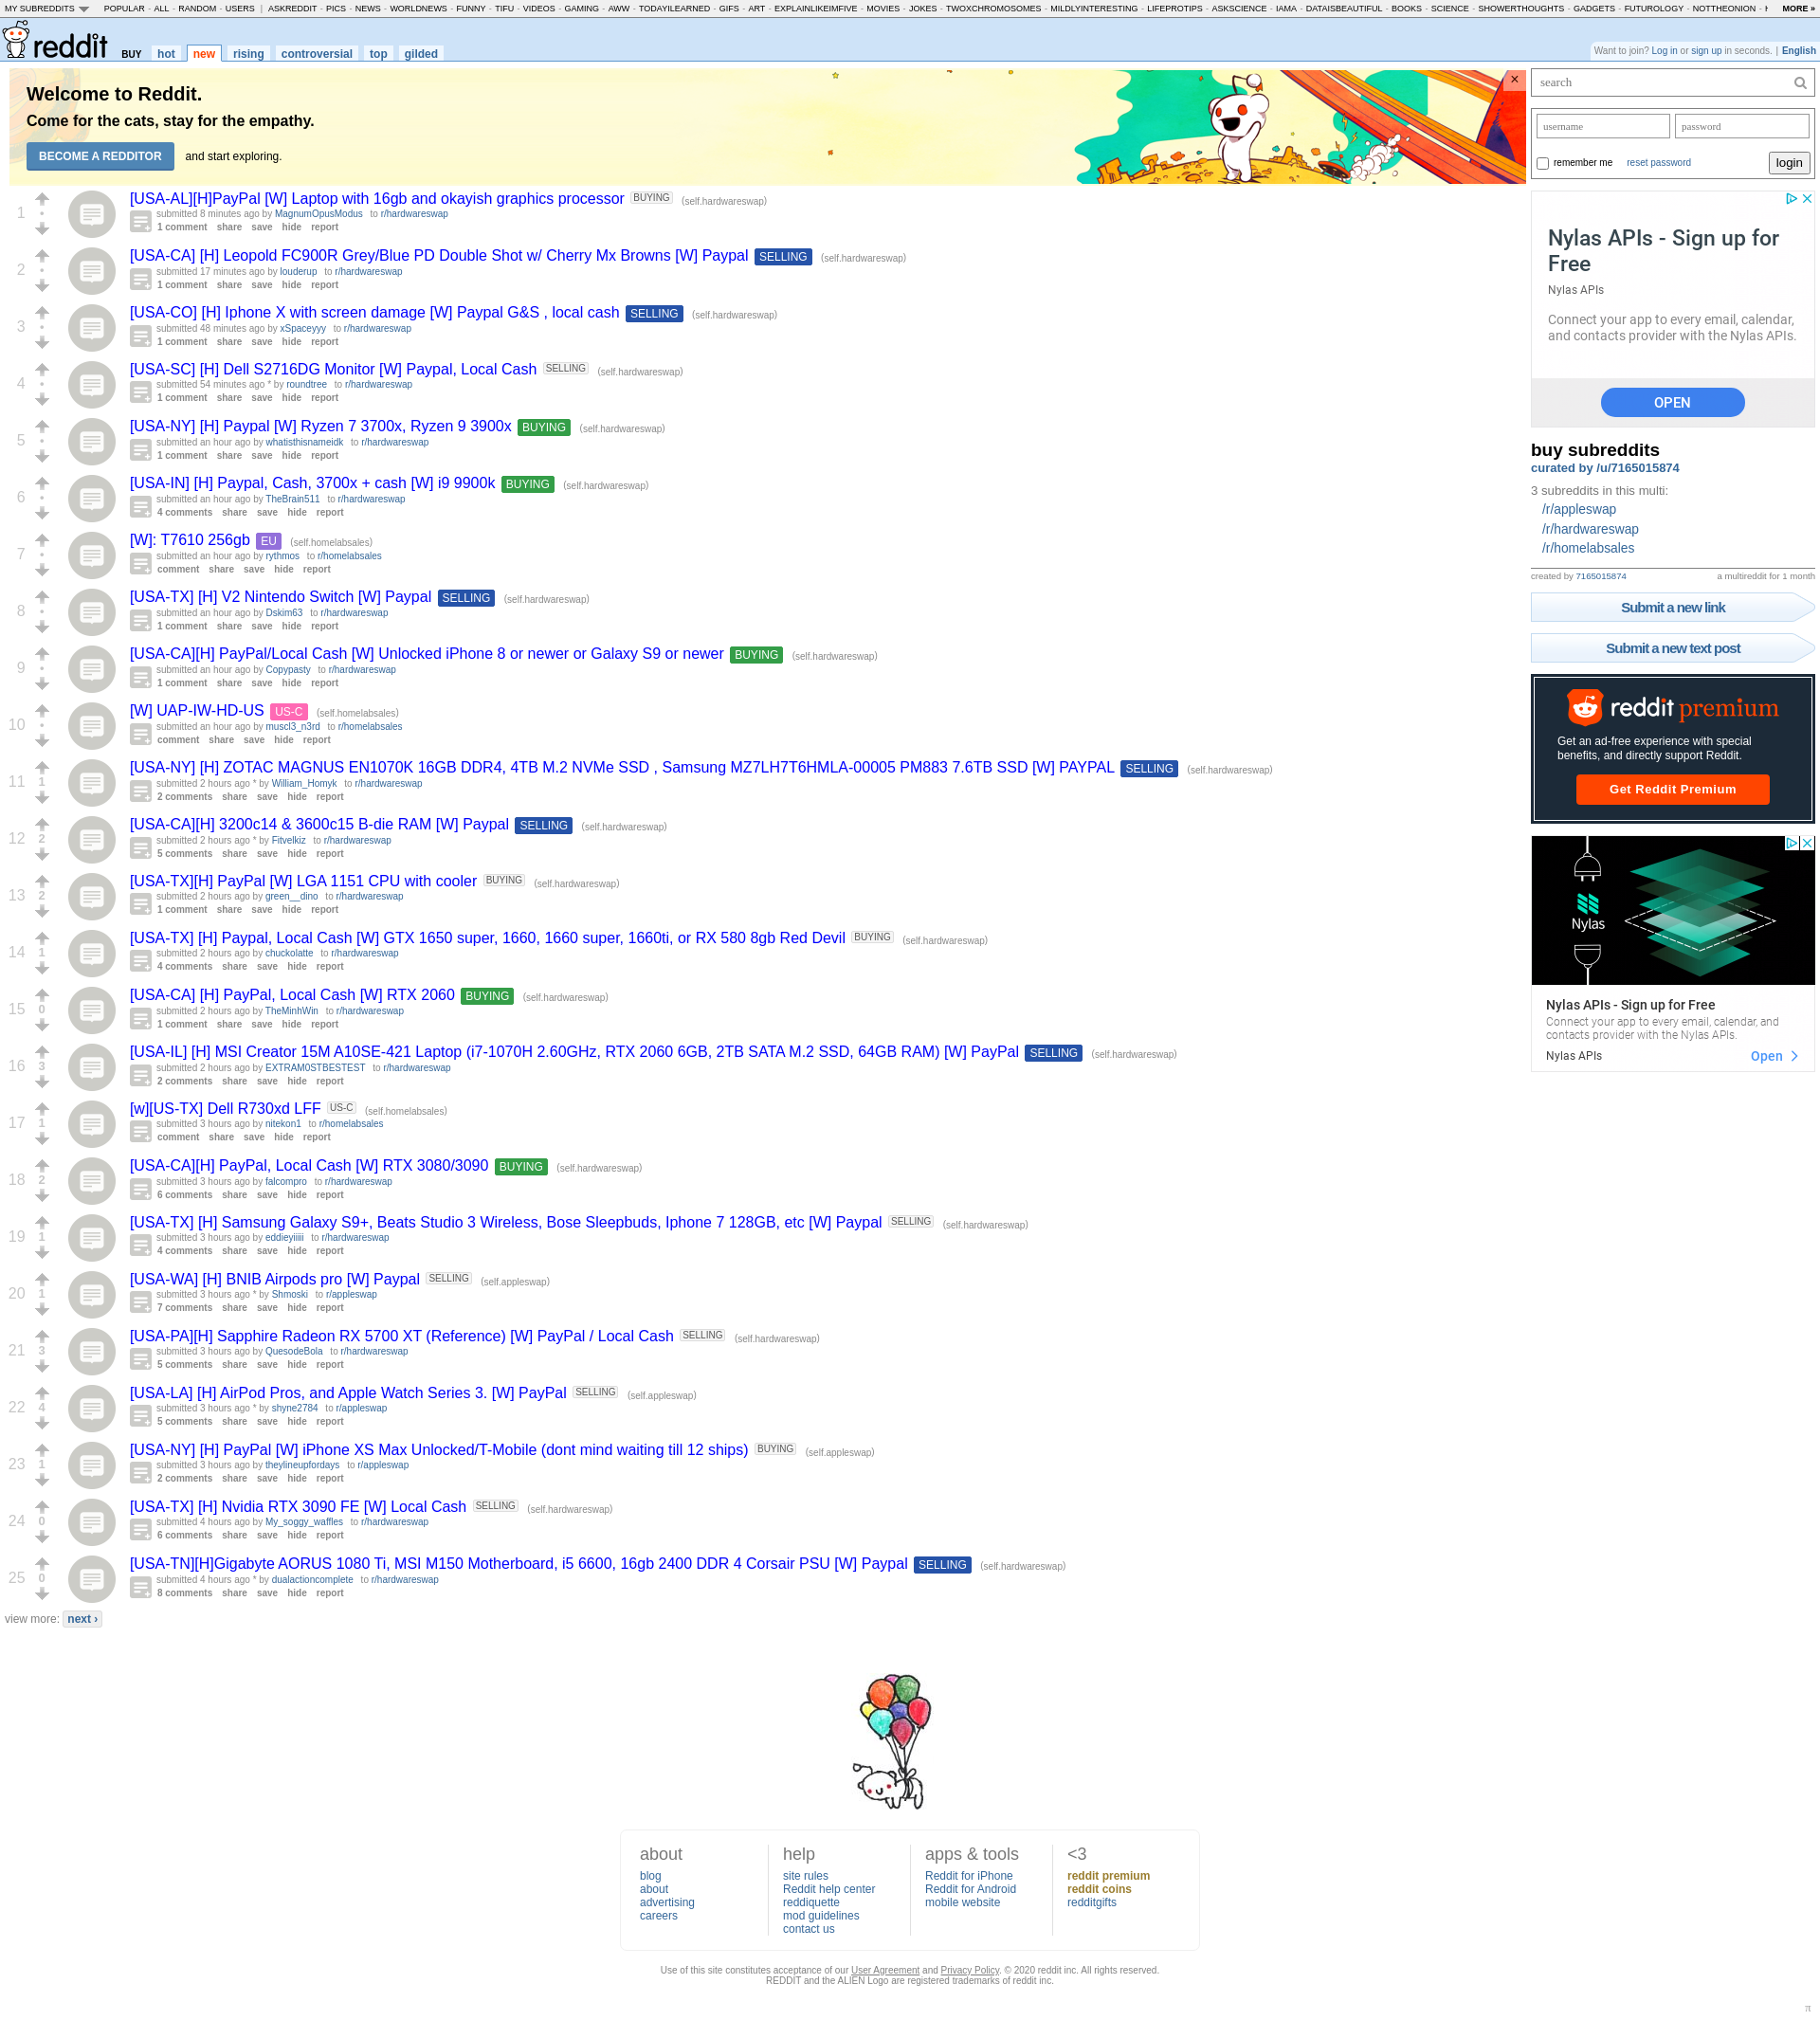 MY SUBREDDITS POPULAR - ALL - RANDOM - USERS | ASKREDDIT - PICS - NEWS - WORLDNEWS - FUNNY - TIFU - VIDEOS - GAMING - AWW - TODAYILEARNED - GIFS - ART - EXPLAINLIKEIMFIVE - MOVIES - JOKES - TWOXCHROMOSOMES - MILDLYINTERESTING - LIFEPROTIPS - ASKSCIENCE - IAMA - DATAISBEAUTIFUL - BOOKS - SCIENCE - SHOWERTHOUGHTS - GADGETS - FUTUROLOGY - NOTTHEONION - MORE »
reddit BUY hot new rising controversial top gilded
Want to join? Log in or sign up in seconds. | English
Welcome to Reddit.
Come for the cats, stay for the empathy.
BECOME A REDDITOR and start exploring.
×
1
[USA-AL][H]PayPal [W] Laptop with 16gb and okayish graphics processor BUYING (self.hardwareswap)
submitted 8 minutes ago by MagnumOpusModus to r/hardwareswap
1 comment share save hide report
2
[USA-CA] [H] Leopold FC900R Grey/Blue PD Double Shot w/ Cherry Mx Browns [W] Paypal SELLING (self.hardwareswap)
submitted 17 minutes ago by louderup to r/hardwareswap
1 comment share save hide report
3
[USA-CO] [H] Iphone X with screen damage [W] Paypal G&S , local cash SELLING (self.hardwareswap)
submitted 48 minutes ago by xSpaceyyy to r/hardwareswap
1 comment share save hide report
4
[USA-SC] [H] Dell S2716DG Monitor [W] Paypal, Local Cash SELLING (self.hardwareswap)
submitted 54 minutes ago * by roundtree to r/hardwareswap
1 comment share save hide report
5
[USA-NY] [H] Paypal [W] Ryzen 7 3700x, Ryzen 9 3900x BUYING (self.hardwareswap)
submitted an hour ago by whatisthisnameidk to r/hardwareswap
1 comment share save hide report
6
[USA-IN] [H] Paypal, Cash, 3700x + cash [W] i9 9900k BUYING (self.hardwareswap)
submitted an hour ago by TheBrain511 to r/hardwareswap
4 comments share save hide report
7
[W]: T7610 256gb EU (self.homelabsales)
submitted an hour ago by rythmos to r/homelabsales
comment share save hide report
8
[USA-TX] [H] V2 Nintendo Switch [W] Paypal SELLING (self.hardwareswap)
submitted an hour ago by Dskim63 to r/hardwareswap
1 comment share save hide report
9
[USA-CA][H] PayPal/Local Cash [W] Unlocked iPhone 8 or newer or Galaxy S9 or newer BUYING (self.hardwareswap)
submitted an hour ago by Copypasty to r/hardwareswap
1 comment share save hide report
10
[W] UAP-IW-HD-US US-C (self.homelabsales)
submitted an hour ago by muscl3_n3rd to r/homelabsales
comment share save hide report
11 1
[USA-NY] [H] ZOTAC MAGNUS EN1070K 16GB DDR4, 4TB M.2 NVMe SSD , Samsung MZ7LH7T6HMLA-00005 PM883 7.6TB SSD [W] PAYPAL SELLING (self.hardwareswap)
submitted 2 hours ago * by William_Homyk to r/hardwareswap
2 comments share save hide report
12 2
[USA-CA][H] 3200c14 & 3600c15 B-die RAM [W] Paypal SELLING (self.hardwareswap)
submitted 2 hours ago * by Fitvelkiz to r/hardwareswap
5 comments share save hide report
13 2
[USA-TX][H] PayPal [W] LGA 1151 CPU with cooler BUYING (self.hardwareswap)
submitted 2 hours ago by green__dino to r/hardwareswap
1 comment share save hide report
14 1
[USA-TX] [H] Paypal, Local Cash [W] GTX 1650 super, 1660, 1660 super, 1660ti, or RX 580 8gb Red Devil BUYING (self.hardwareswap)
submitted 2 hours ago by chuckolatte to r/hardwareswap
4 comments share save hide report
15 0
[USA-CA] [H] PayPal, Local Cash [W] RTX 2060 BUYING (self.hardwareswap)
submitted 2 hours ago by TheMinhWin to r/hardwareswap
1 comment share save hide report
16 3
[USA-IL] [H] MSI Creator 15M A10SE-421 Laptop (i7-1070H 2.60GHz, RTX 2060 6GB, 2TB SATA M.2 SSD, 64GB RAM) [W] PayPal SELLING (self.hardwareswap)
submitted 2 hours ago by EXTRAM0STBESTEST to r/hardwareswap
2 comments share save hide report
17 1
[w][US-TX] Dell R730xd LFF US-C (self.homelabsales)
submitted 3 hours ago by nitekon1 to r/homelabsales
comment share save hide report
18 2
[USA-CA][H] PayPal, Local Cash [W] RTX 3080/3090 BUYING (self.hardwareswap)
submitted 3 hours ago by falcompro to r/hardwareswap
6 comments share save hide report
19 1
[USA-TX] [H] Samsung Galaxy S9+, Beats Studio 3 Wireless, Bose Sleepbuds, Iphone 7 128GB, etc [W] Paypal SELLING (self.hardwareswap)
submitted 3 hours ago by eddieyiiiii to r/hardwareswap
4 comments share save hide report
20 1
[USA-WA] [H] BNIB Airpods pro [W] Paypal SELLING (self.appleswap)
submitted 3 hours ago * by Shmoski to r/appleswap
7 comments share save hide report
21 3
[USA-PA][H] Sapphire Radeon RX 5700 XT (Reference) [W] PayPal / Local Cash SELLING (self.hardwareswap)
submitted 3 hours ago by QuesodeBola to r/hardwareswap
5 comments share save hide report
22 4
[USA-LA] [H] AirPod Pros, and Apple Watch Series 3. [W] PayPal SELLING (self.appleswap)
submitted 3 hours ago * by shyne2784 to r/appleswap
5 comments share save hide report
23 1
[USA-NY] [H] PayPal [W] iPhone XS Max Unlocked/T-Mobile (dont mind waiting till 12 ships) BUYING (self.appleswap)
submitted 3 hours ago by theylineupfordays to r/appleswap
2 comments share save hide report
24 0
[USA-TX] [H] Nvidia RTX 3090 FE [W] Local Cash SELLING (self.hardwareswap)
submitted 4 hours ago by My_soggy_waffles to r/hardwareswap
6 comments share save hide report
25 0
[USA-TN][H]Gigabyte AORUS 1080 Ti, MSI M150 Motherboard, i5 6600, 16gb 2400 DDR 4 Corsair PSU [W] Paypal SELLING (self.hardwareswap)
submitted 4 hours ago * by dualactioncomplete to r/hardwareswap
8 comments share save hide report
view more: next ›
search
username password
remember me reset password login
Nylas APIs - Sign up for
Free
Nylas APIs
Connect your app to every email, calendar,
and contacts provider with the Nylas APIs.
OPEN
buy subreddits
curated by /u/7165015874
3 subreddits in this multi:
/r/appleswap
/r/hardwareswap
/r/homelabsales
created by 7165015874 a multireddit for 1 month
Submit a new link
Submit a new text post
reddit premium
Get an ad-free experience with special
benefits, and directly support Reddit.
Get Reddit Premium
Nylas
Nylas APIs - Sign up for Free
Connect your app to every email, calendar, and
contacts provider with the Nylas APIs.
Nylas APIs Open
about
blog
about
advertising
careers
help
site rules
Reddit help center
reddiquette
mod guidelines
contact us
apps & tools
Reddit for iPhone
Reddit for Android
mobile website
<3
reddit premium
reddit coins
redditgifts
Use of this site constitutes acceptance of our User Agreement and Privacy Policy. © 2020 reddit inc. All rights reserved.
REDDIT and the ALIEN Logo are registered trademarks of reddit inc.
π